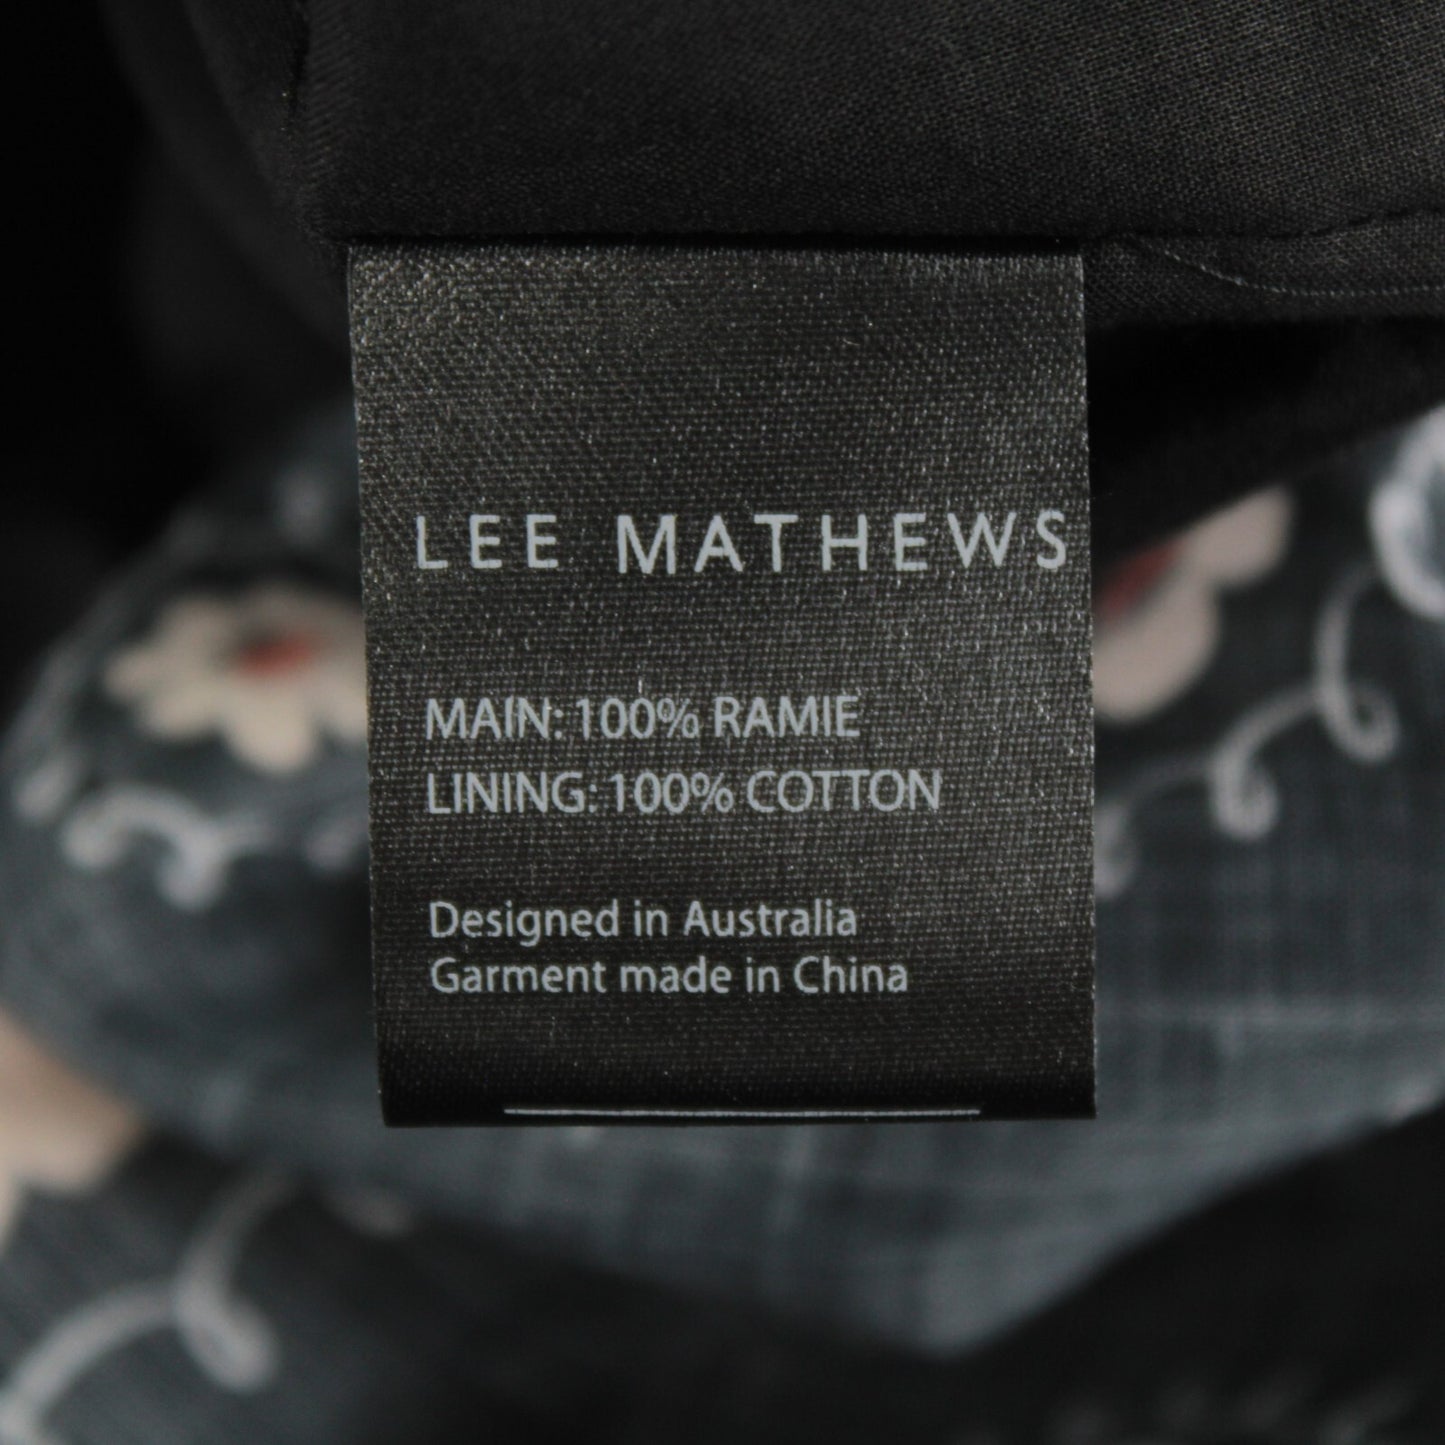 LEE MATHEWS
MAIN: 100% RAMIE
LINING: 100% COTTON
Designed in Australia
Garment made in China